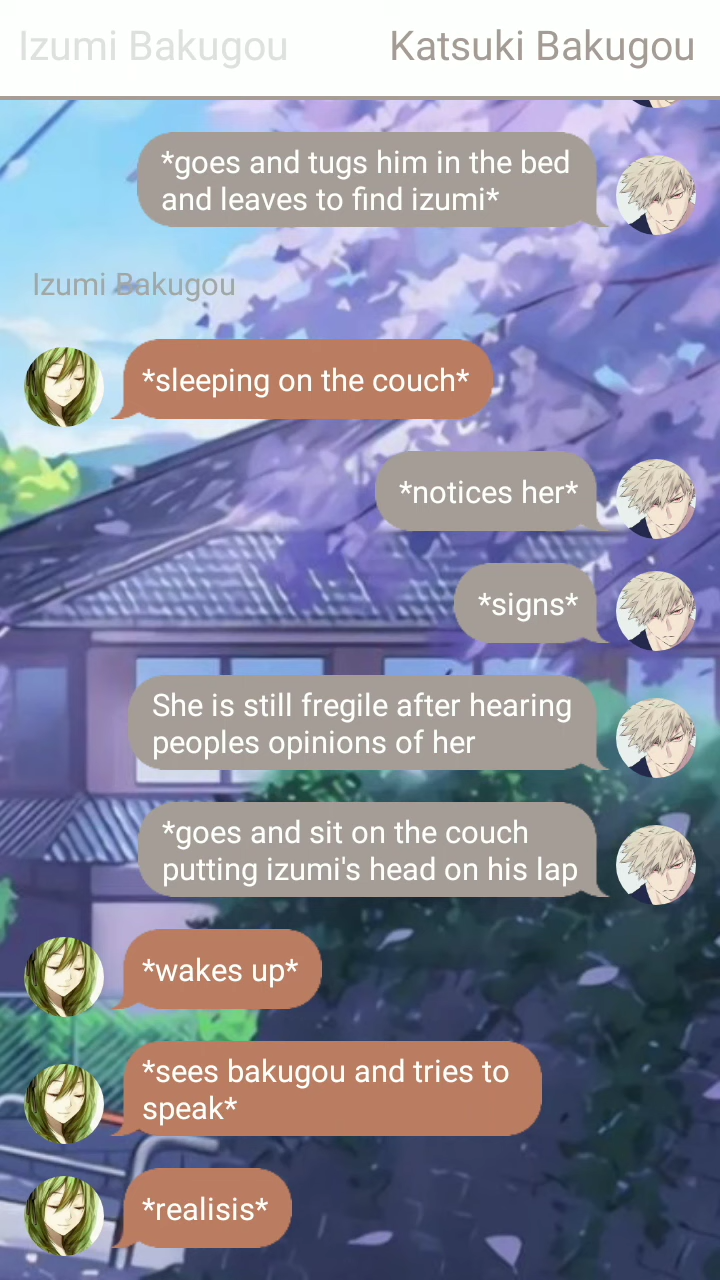 Izumi Bakugou Katsuki Bakugou
*goes and tugs him in the bed
and leaves to find izumi*
Izumi Bakugou
*sleeping on the couch*
*notices her*
*signs*
She is still fregile after hearing
peoples opinions of her
*goes and sit on the couch
putting izumi's head on his lap
*wakes up*
*sees bakugou and tries to
speak*
*realisis*